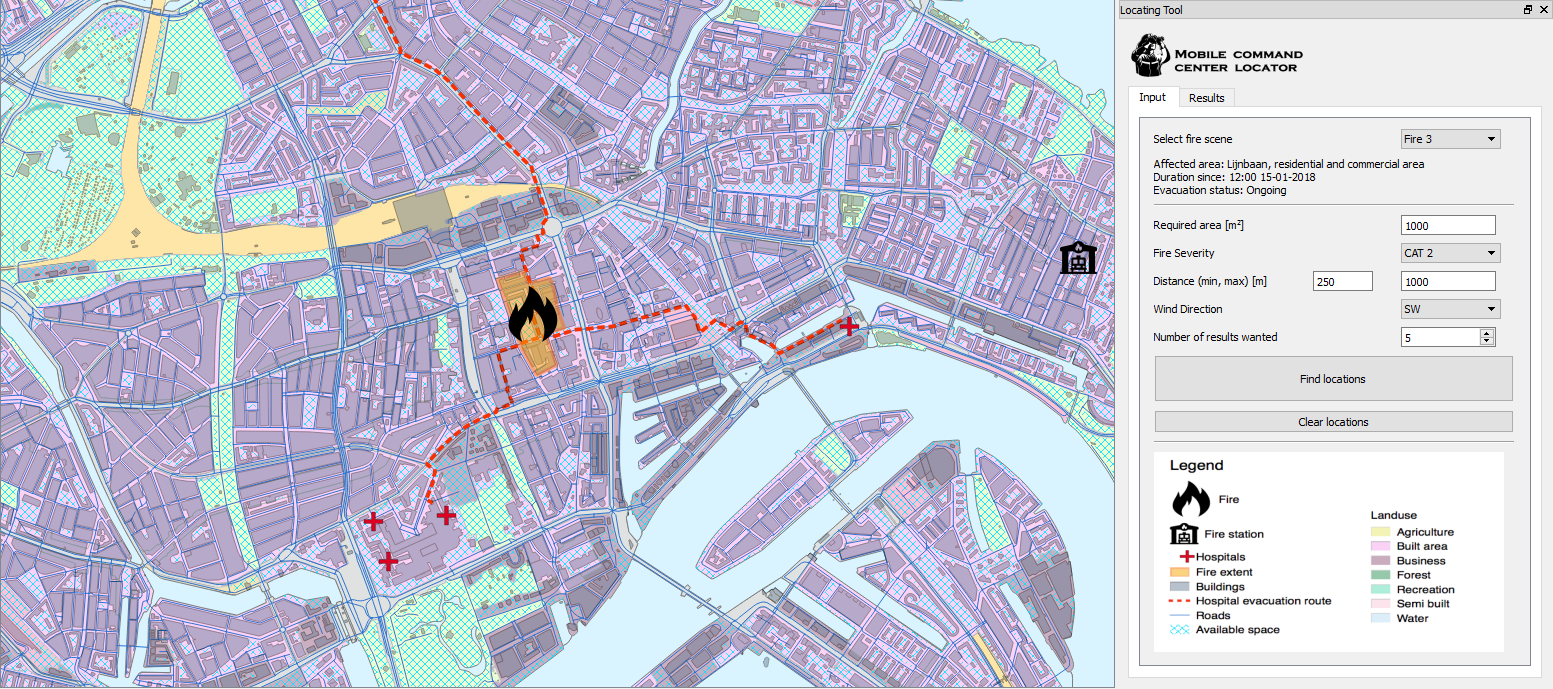 Locating Tool
MOBILE COMMAND
CENTER LOCATOR
Input Results
Select fire scene Fire 3
Affected area: Lijnbaan, residential and commercial area
Duration since: 12:00 15-01-2018
Evacuation status: Ongoing
Required area [m²] 1000
Fire Severity CAT 2
Distance (min, max) [m] 250 1000
Wind Direction SW
Number of results wanted 5
Find locations
Clear locations
Legend
Fire
Fire station
Hospitals
Fire extent
Buildings
Hospital evacuation route
Roads
Available space
Landuse
Agriculture
Built area
Business
Forest
Recreation
Semi built
Water